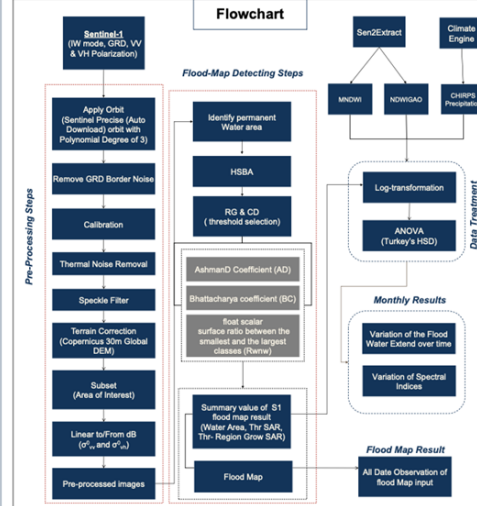 Flowchart
Sentinel-1
(IW mode, GRD, VV
& VH Polarization)
Pre-Processing Steps
Apply Orbit
(Sentinel Precise (Auto
Download) orbit with
Polynomial Degree of 3)
Remove GRD Border Noise
Calibration
Thermal Noise Removal
Speckle Filter
Terrain Correction
(Copernicus 30m Global
DEM)
Subset
(Area of Interest)
Linear to/From dB
(σ⁰vv and σ⁰vh)
Pre-processed images
Flood-Map Detecting Steps
Identify permanent
Water area
HSBA
RG & CD
( threshold selection)
AshmanD Coefficient (AD)
Bhattacharya coefficient (BC)
float scalar
surface ratio between the
smallest and the largest
classes (Rwnw)
Summary value of S1
flood map result
(Water Area, Thr SAR,
Thr- Region Grow SAR)
Flood Map
Sen2Extract
Climate
Engine
MNDWI
NDWIGAO
CHIRPS
Precipitation
Data Treatment
Log-transformation
ANOVA
(Turkey's HSD)
Monthly Results
Variation of the Flood
Water Extend over time
Variation of Spectral
Indices
Flood Map Result
All Date Observation of
flood Map input